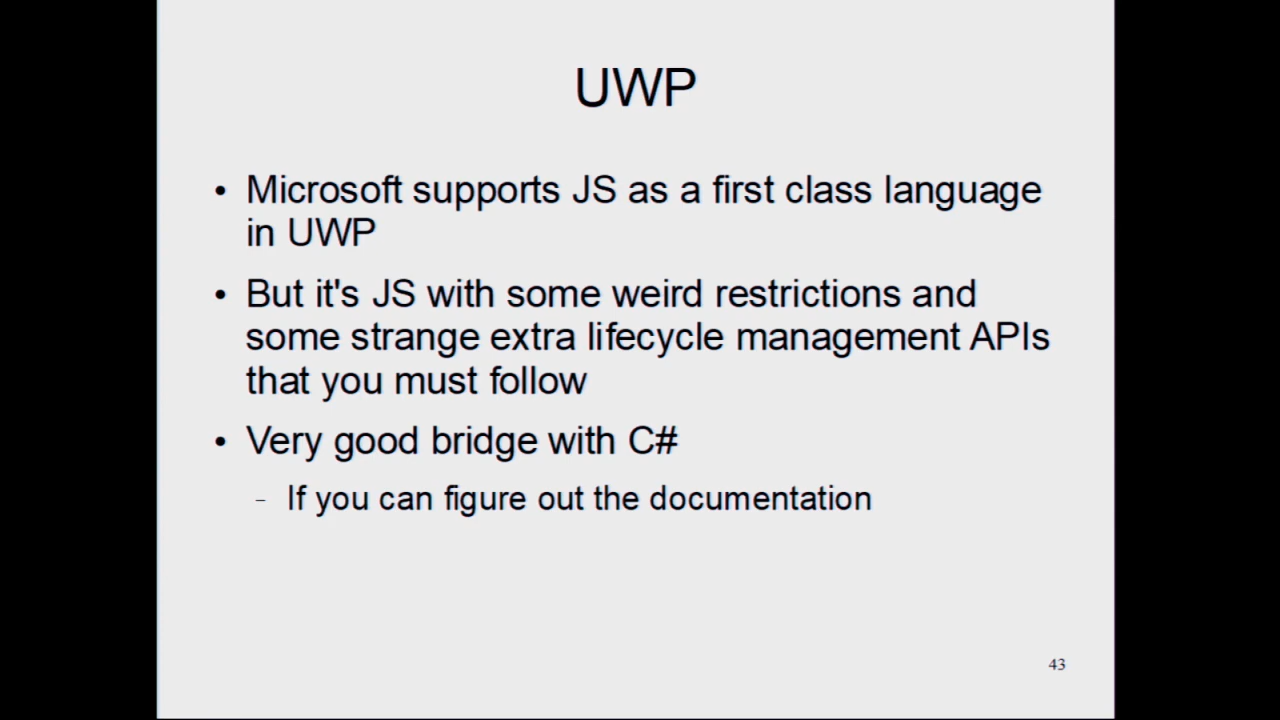 UWP
• Microsoft supports JS as a first class language
in UWP
• But it's JS with some weird restrictions and
some strange extra lifecycle management APIs
that you must follow
• Very good bridge with C#
– If you can figure out the documentation
43